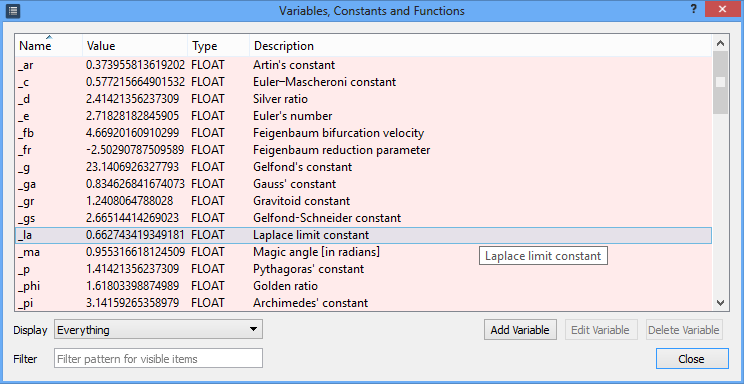 Variables, Constants and Functions
?
Name Value Type Description
_ar 0.373955813619202 FLOAT Artin's constant
_c 0.577215664901532 FLOAT Euler–Mascheroni constant
_d 2.41421356237309 FLOAT Silver ratio
_e 2.71828182845905 FLOAT Euler's number
_fb 4.66920160910299 FLOAT Feigenbaum bifurcation velocity
_fr -2.50290787509589 FLOAT Feigenbaum reduction parameter
_g 23.1406926327793 FLOAT Gelfond's constant
_ga 0.834626841674073 FLOAT Gauss' constant
_gr 1.2408064788028 FLOAT Gravitoid constant
_gs 2.66514414269023 FLOAT Gelfond-Schneider constant
_la 0.662743419349181 FLOAT Laplace limit constant
_ma 0.955316618124509 FLOAT Magic angle [in radians]
Laplace limit constant
_p 1.41421356237309 FLOAT Pythagoras' constant
_phi 1.61803398874989 FLOAT Golden ratio
_pi 3.14159265358979 FLOAT Archimedes' constant
Display Everything Add Variable Edit Variable Delete Variable
Filter Filter pattern for visible items Close